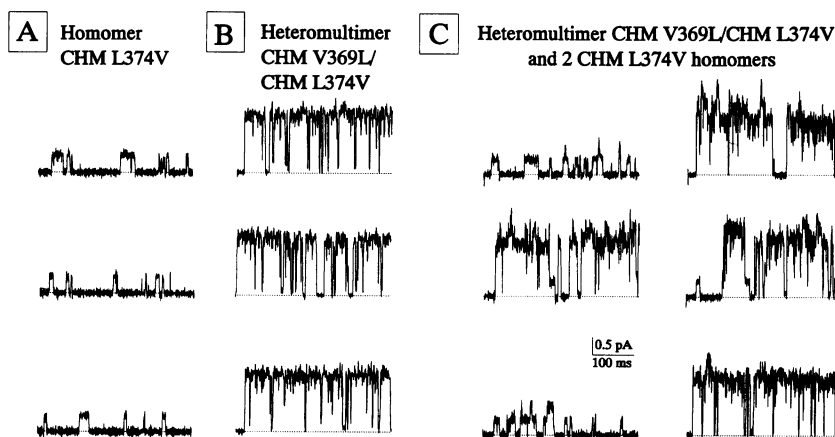 A
Homomer
CHM L374V
B
Heteromultimer
CHM V369L/
CHM L374V
C
Heteromultimer CHM V369L/CHM L374V
and 2 CHM L374V homomers
0.5 pA
100 ms